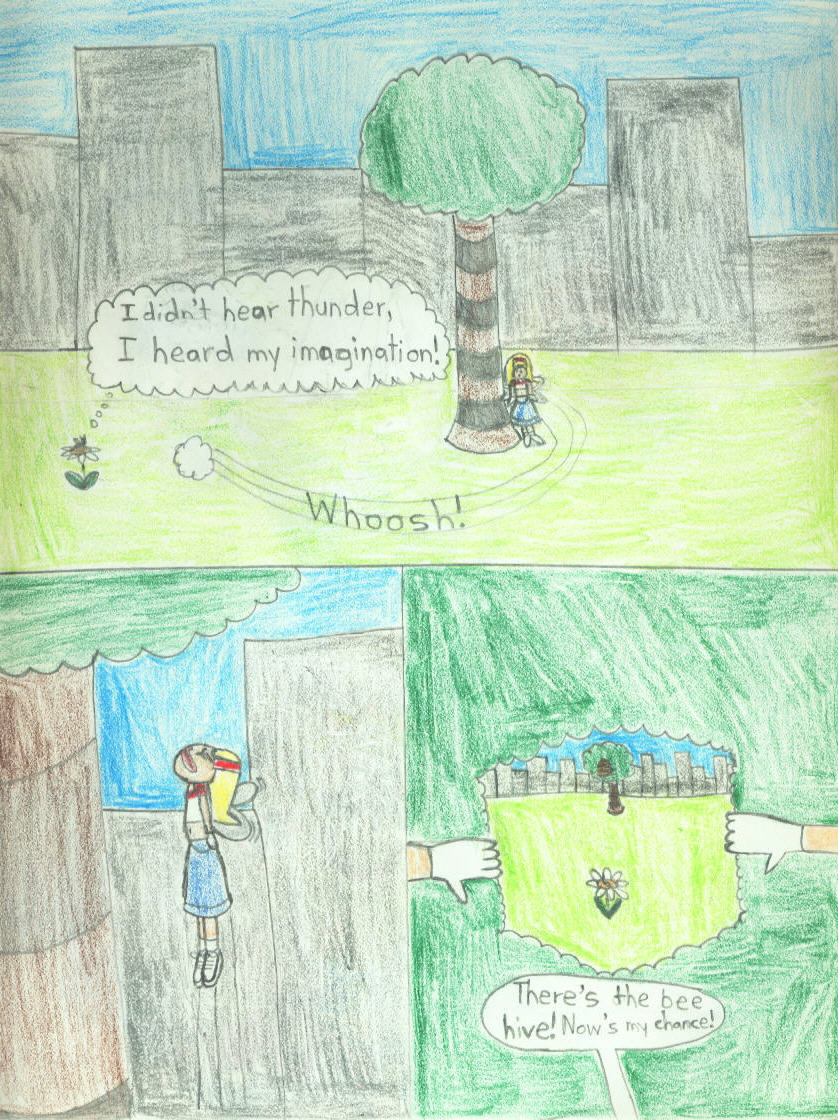 I didn't hear thunder,
I heard my imagination!
Whoosh!
There's the bee
hive! Now's my chance!